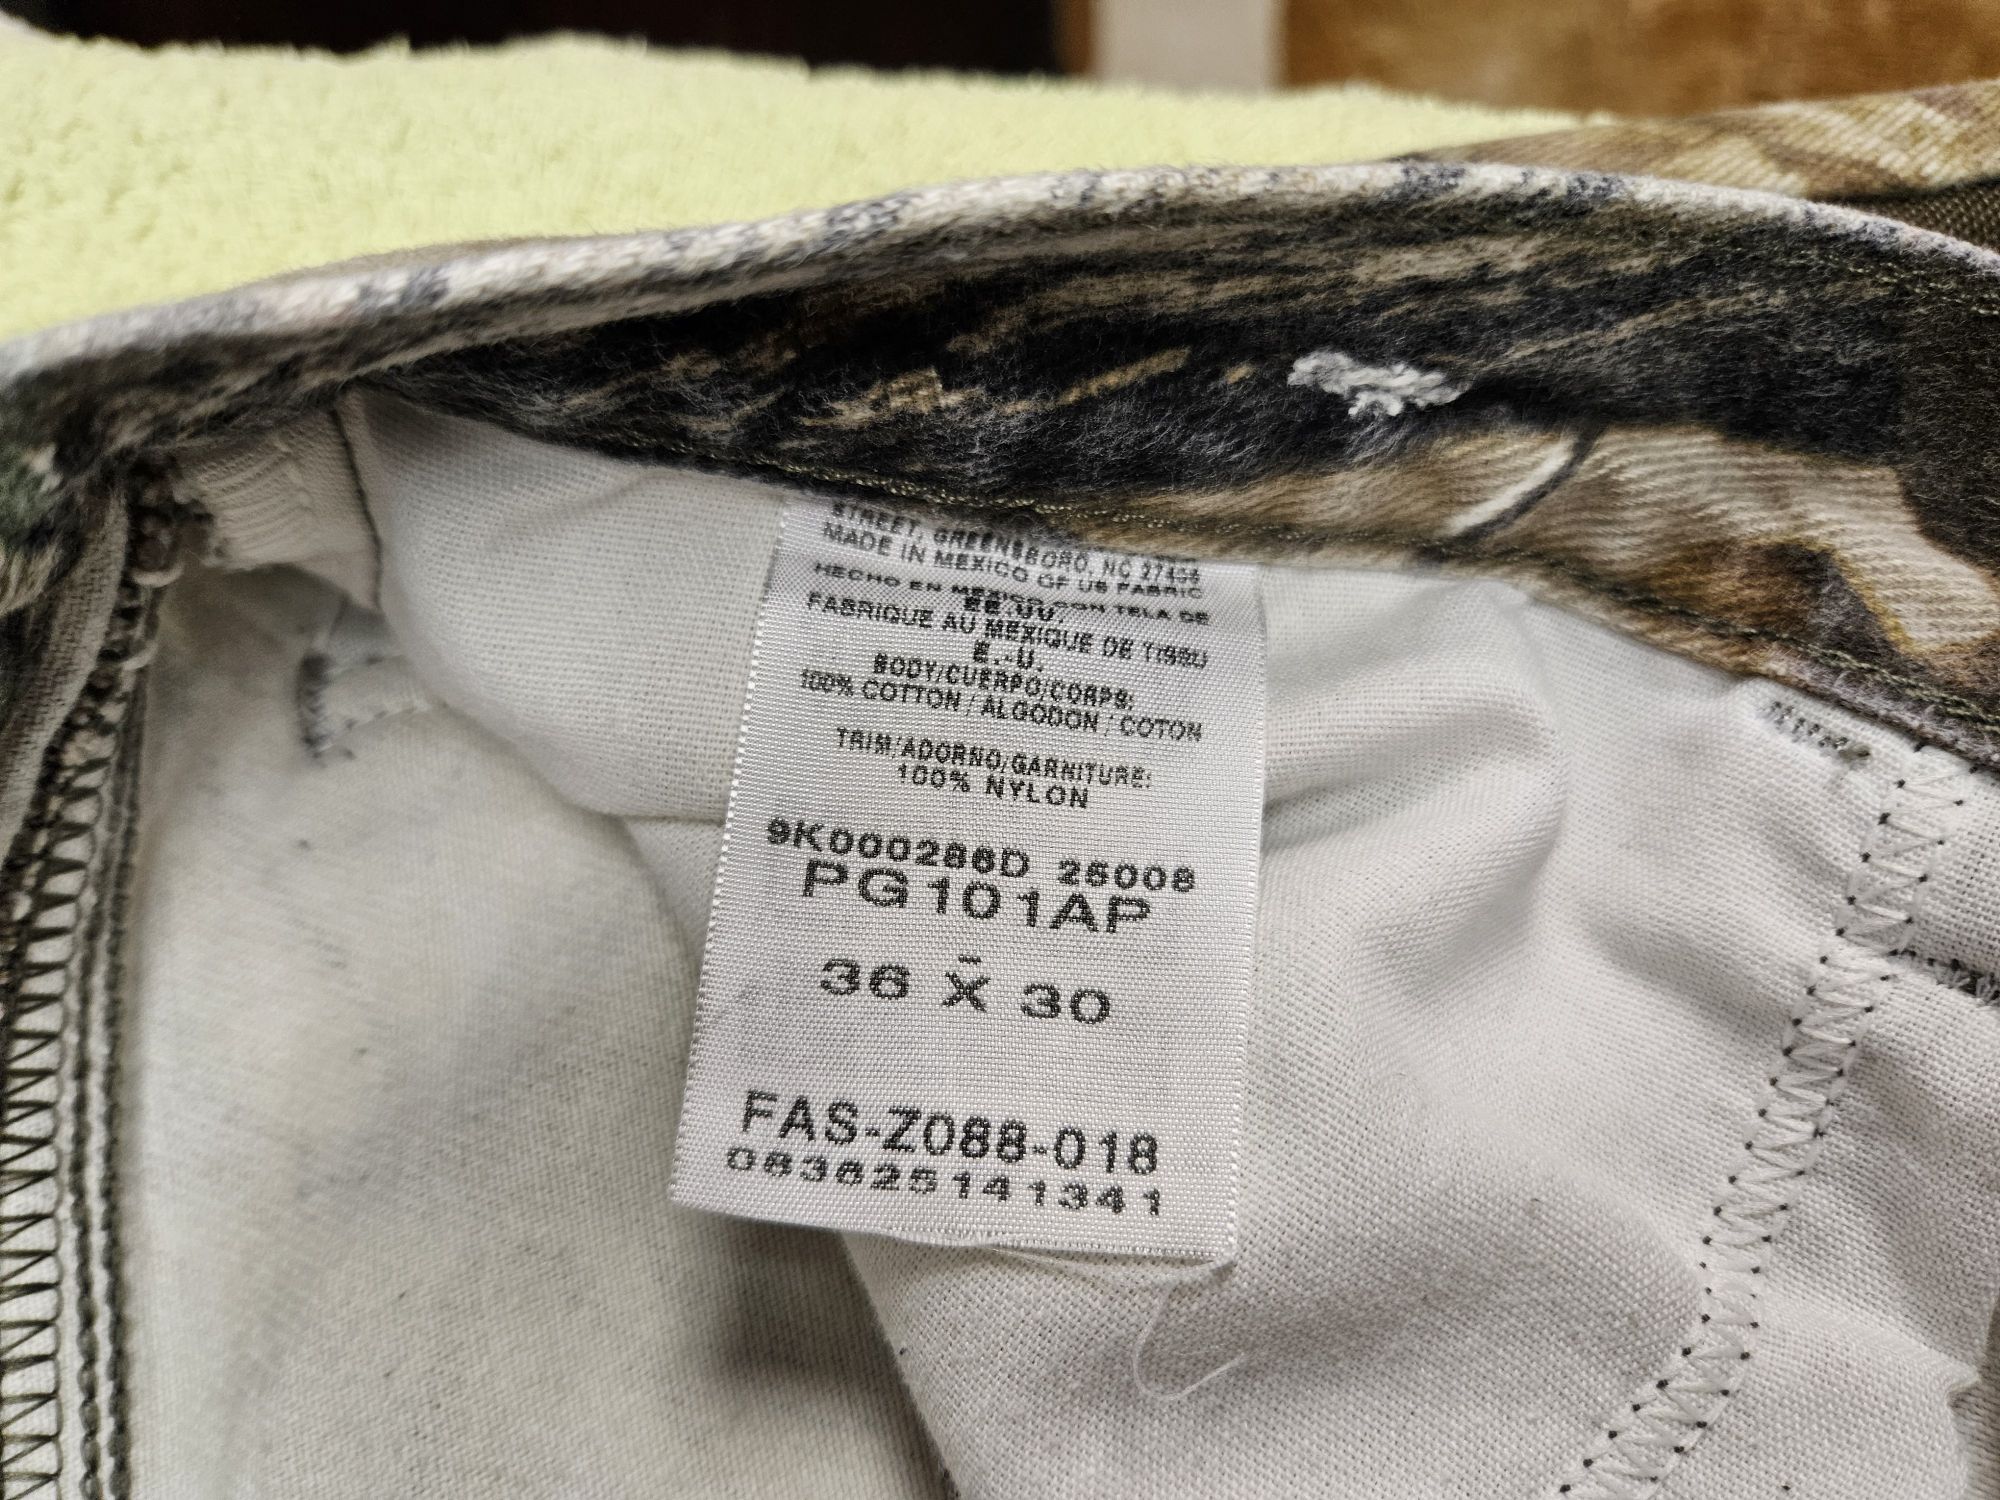 STREET, GREENSBORO, NC 27408
MADE IN MEXICO OF US FABRIC
HECHO EN MEXICO CON TELA DE
EE.UU.
FABRIQUE AU MEXIQUE DE TISSU
E.-U.
BODY/CUERPO/CORPS:
100% COTTON / ALGODON / COTON
TRIM/ADORNO/GARNITURE:
100% NYLON
9K000286D 25008
PG101AP
36 X 30
FAS-Z088-018
083625141341